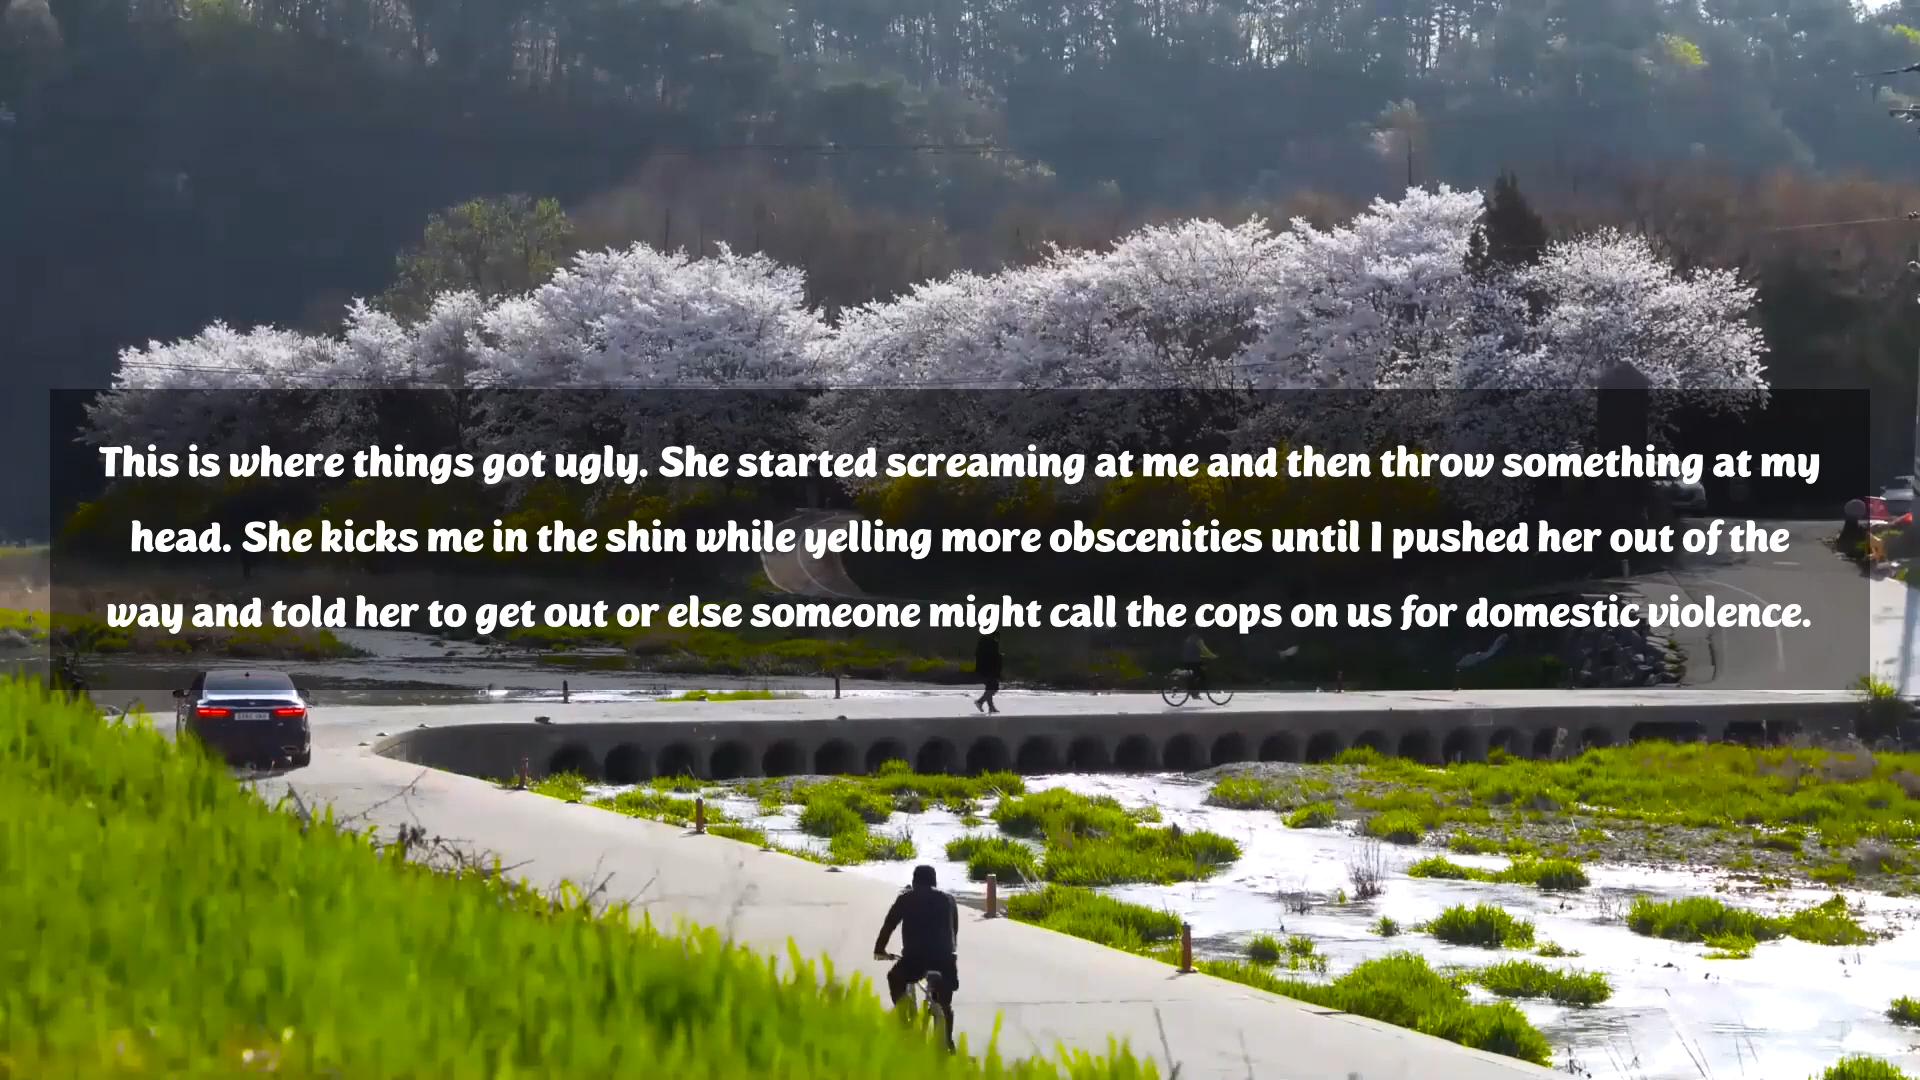 This is where things got ugly. She started screaming at me and then throw something at my
head. She kicks me in the shin while yelling more obscenities until I pushed her out of the
way and told her to get out or else someone might call the cops on us for domestic violence.